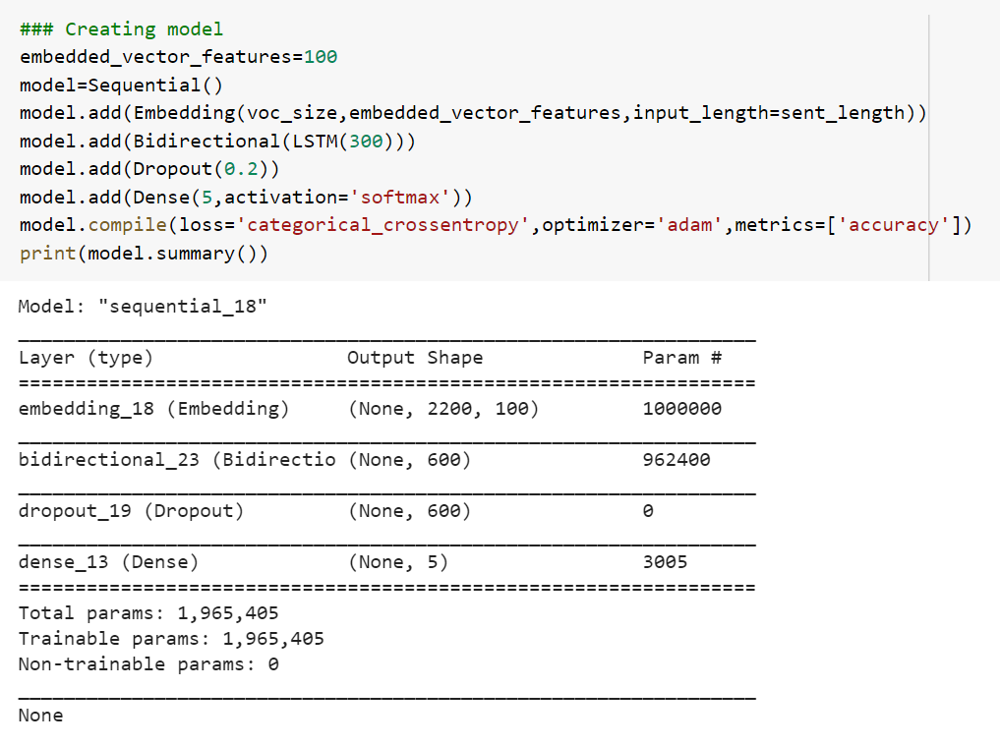 ### Creating model
embedded_vector_features=100
model=Sequential()
model.add(Embedding(voc_size,embedded_vector_features,input_length=sent_length))
model.add(Bidirectional(LSTM(300)))
model.add(Dropout(0.2))
model.add(Dense(5,activation='softmax'))
model.compile(loss='categorical_crossentropy',optimizer='adam',metrics=['accuracy'])
print(model.summary())
Model: "sequential_18"
_________________________________________________________________
Layer (type)                 Output Shape              Param #
=================================================================
embedding_18 (Embedding)     (None, 2200, 100)         1000000
_________________________________________________________________
bidirectional_23 (Bidirectio (None, 600)               962400
_________________________________________________________________
dropout_19 (Dropout)         (None, 600)               0
_________________________________________________________________
dense_13 (Dense)             (None, 5)                 3005
=================================================================
Total params: 1,965,405
Trainable params: 1,965,405
Non-trainable params: 0
_________________________________________________________________
None